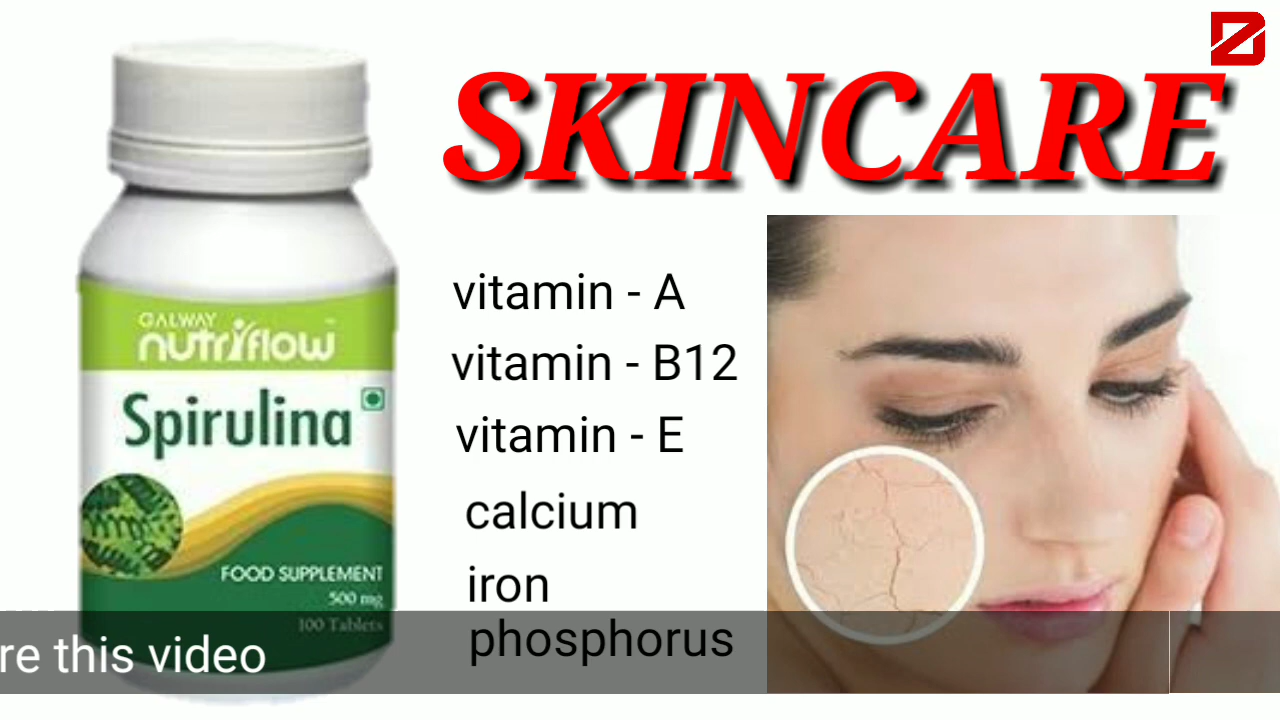 SKINCARE
GALWAY
nutriflow
Spirulina
FOOD SUPPLEMENT
500 mg
100 Tablets
vitamin - A
vitamin - B12
vitamin - E
calcium
iron
phosphorus
re this video